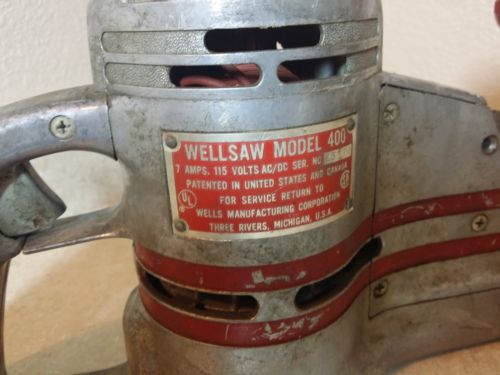 WELLSAW MODEL 400
7 AMPS. 115 VOLTS AC/DC SER. NO
PATENTED IN UNITED STATES AND CANADA
FOR SERVICE RETURN TO
WELLS MANUFACTURING CORPORATION
THREE RIVERS, MICHIGAN, U.S.A.
UL